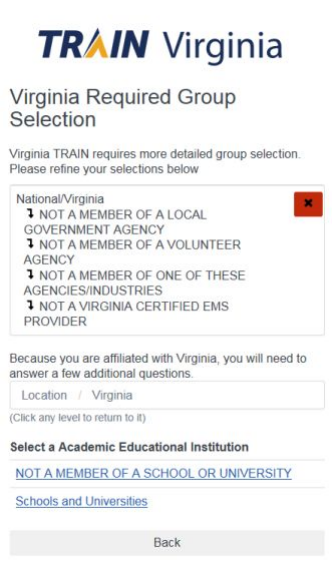 TRAIN Virginia
Virginia Required Group
Selection
Virginia TRAIN requires more detailed group selection.
Please refine your selections below
National/Virginia
↴ NOT A MEMBER OF A LOCAL
GOVERNMENT AGENCY
↴ NOT A MEMBER OF A VOLUNTEER
AGENCY
↴ NOT A MEMBER OF ONE OF THESE
AGENCIES/INDUSTRIES
↴ NOT A VIRGINIA CERTIFIED EMS
PROVIDER
Because you are affiliated with Virginia, you will need to
answer a few additional questions.
Location / Virginia
(Click any level to return to it)
Select a Academic Educational Institution
NOT A MEMBER OF A SCHOOL OR UNIVERSITY
Schools and Universities
Back